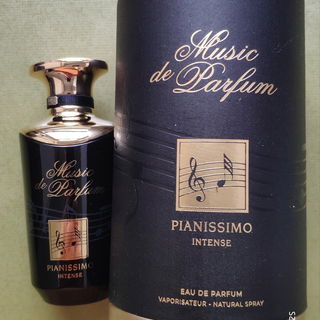 Music
de Parfum
PIANISSIMO
INTENSE
Music
de Parfum
PIANISSIMO
INTENSE
EAU DE PARFUM
VAPORISATEUR - NATURAL SPRAY